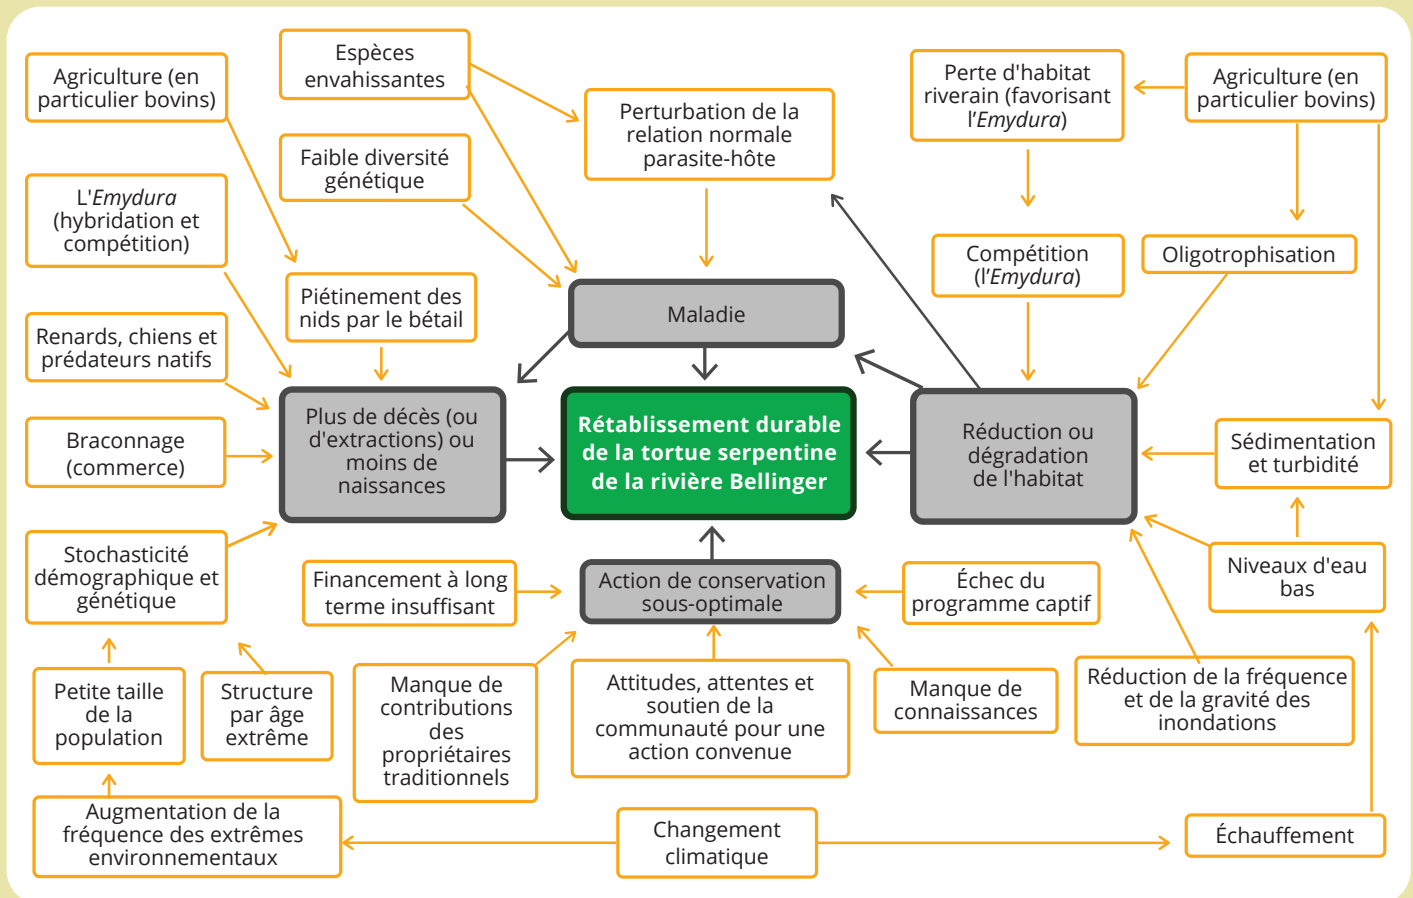 Agriculture (en
particulier bovins)
Espèces
envahissantes
Perturbation de la
relation normale
parasite-hôte
Perte d'habitat
riverain (favorisant
l'Emydura)
Agriculture (en
particulier bovins)
Faible diversité
génétique
L'Emydura
(hybridation et
compétition)
Compétition
(l'Emydura)
Oligotrophisation
Piétinement des
nids par le bétail
Maladie
Renards, chiens et
prédateurs natifs
Plus de décès (ou
d'extractions) ou
moins de
naissances
Rétablissement durable
de la tortue serpentine
de la rivière Bellinger
Réduction ou
dégradation
de l'habitat
Braconnage
(commerce)
Sédimentation
et turbidité
Stochasticité
démographique et
génétique
Financement à long
terme insuffisant
Action de conservation
sous-optimale
Échec du
programme captif
Niveaux d'eau
bas
Petite taille
de la
population
Structure
par âge
extrême
Manque de
contributions
des
propriétaires
traditionnels
Attitudes, attentes et
soutien de la
communauté pour une
action convenue
Manque de
connaissances
Réduction de la fréquence
et de la gravité des
inondations
Augmentation de la
fréquence des extrêmes
environnementaux
Changement
climatique
Échauffement